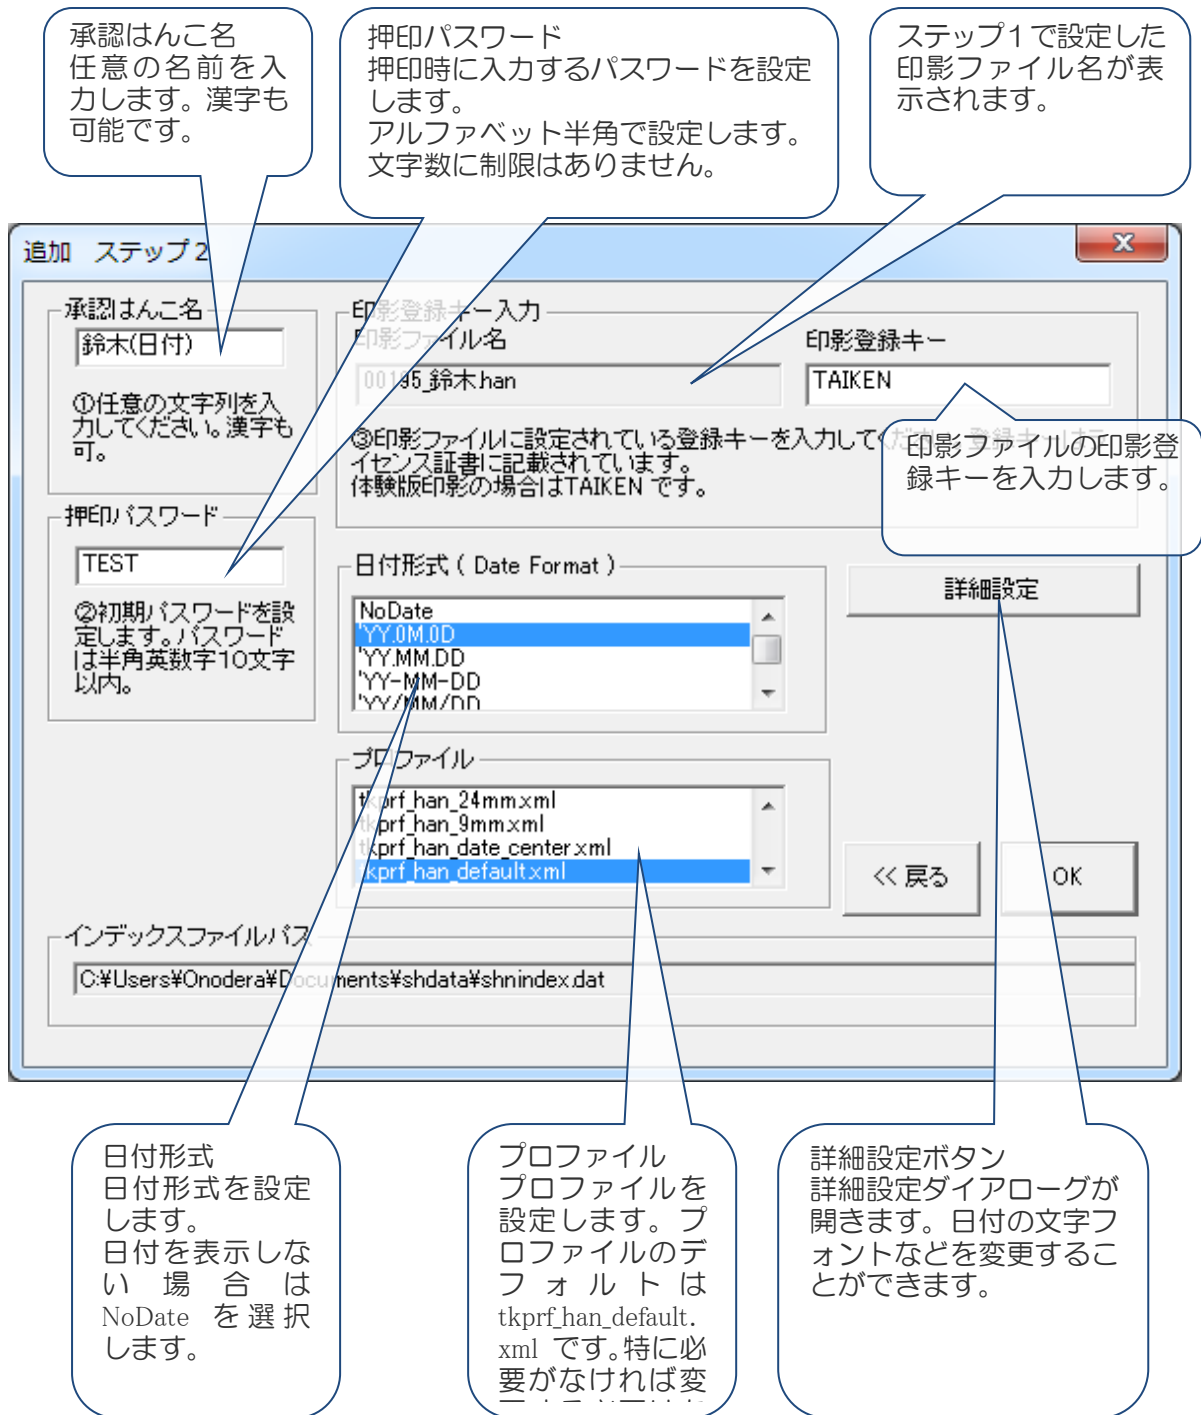 承認はんこ名
任意の名前を入
力します。漢字も
可能です。
押印パスワード
押印時に入力するパスワードを設定
します。
アルファベット半角で設定します。
文字数に制限はありません。
ステップ1で設定した
印影ファイル名が表
示されます。
追加　ステップ2
承認はんこ名
鈴木(日付)
①任意の文字列を入
力してください。漢字も
可。
押印パスワード
TEST
②初期パスワードを設
定します。パスワード
は半角英数字10文字
以内。
印影登録キー入力
印影ファイル名
00195_鈴木.han
印影登録キー
TAIKEN
③印影ファイルに設定されている登録キーを入力してください。登録キーはラ
イセンス証書に記載されています。
体験版印影の場合はTAIKEN です。
印影ファイルの印影登
録キーを入力します。
日付形式 ( Date Format )
NoDate
'YY.0M.0D
'YY.MM.DD
'YY-MM-DD
'YY/MM/DD
詳細設定
プロファイル
tkprf_han_24mm.xml
tkprf_han_9mm.xml
tkprf_han_date_center.xml
tkprf_han_default.xml
<< 戻る
OK
インデックスファイルパス
C:¥Users¥Onodera¥Documents¥shdata¥shnindex.dat
日付形式
日付形式を設定
します。
日付を表示しな
い場合は
NoDate を選択
します。
プロファイル
プロファイルを
設定します。プ
ロファイルのデ
フォルトは
tkprf_han_default.
xml です。特に必
要がなければ変
詳細設定ボタン
詳細設定ダイアローグが
開きます。日付の文字フ
ォントなどを変更するこ
とができます。